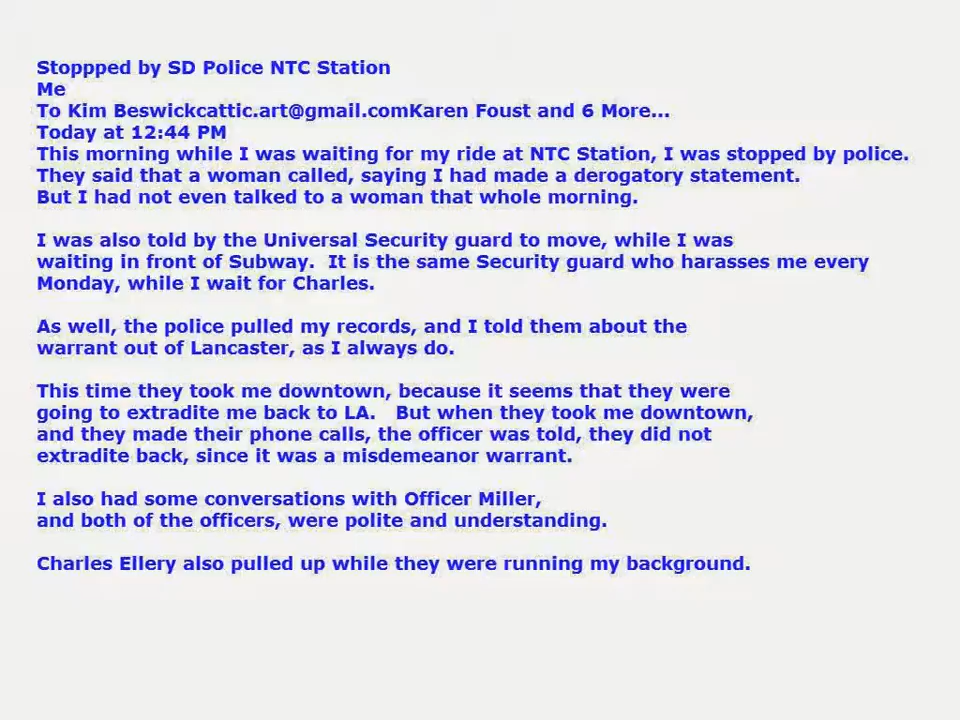 Stoppped by SD Police NTC Station
Me
To Kim Beswickcattic.art@gmail.comKaren Foust and 6 More...
Today at 12:44 PM
This morning while I was waiting for my ride at NTC Station, I was stopped by police.
They said that a woman called, saying I had made a derogatory statement.
But I had not even talked to a woman that whole morning.
I was also told by the Universal Security guard to move, while I was
waiting in front of Subway.  It is the same Security guard who harasses me every
Monday, while I wait for Charles.
As well, the police pulled my records, and I told them about the
warrant out of Lancaster, as I always do.
This time they took me downtown, because it seems that they were
going to extradite me back to LA.   But when they took me downtown,
and they made their phone calls, the officer was told, they did not
extradite back, since it was a misdemeanor warrant.
I also had some conversations with Officer Miller,
and both of the officers, were polite and understanding.
Charles Ellery also pulled up while they were running my background.